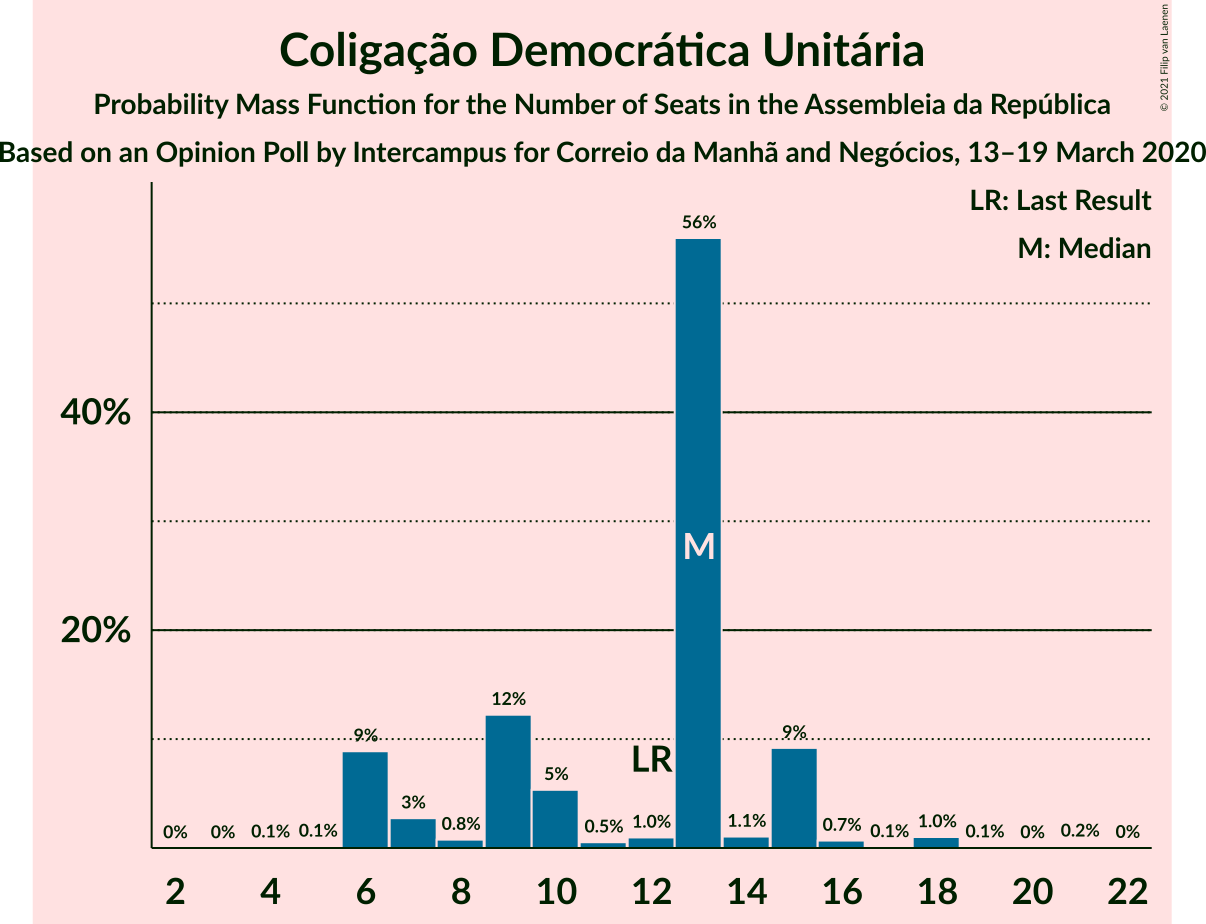 Coligação Democrática Unitária
Probability Mass Function for the Number of Seats in the Assembleia da República
Based on an Opinion Poll by Intercampus for Correio da Manhã and Negócios, 13–19 March 2020
© 2021 Filip van Laenen
LR: Last Result
M: Median
56%
40%
M
20%
12%
9%
9%
LR
5%
3%
0% 0% 0.1% 0.1% 0.8% 0.5% 1.0% 1.1% 0.7% 0.1% 1.0% 0.1% 0% 0.2% 0%
2 4 6 8 10 12 14 16 18 20 22